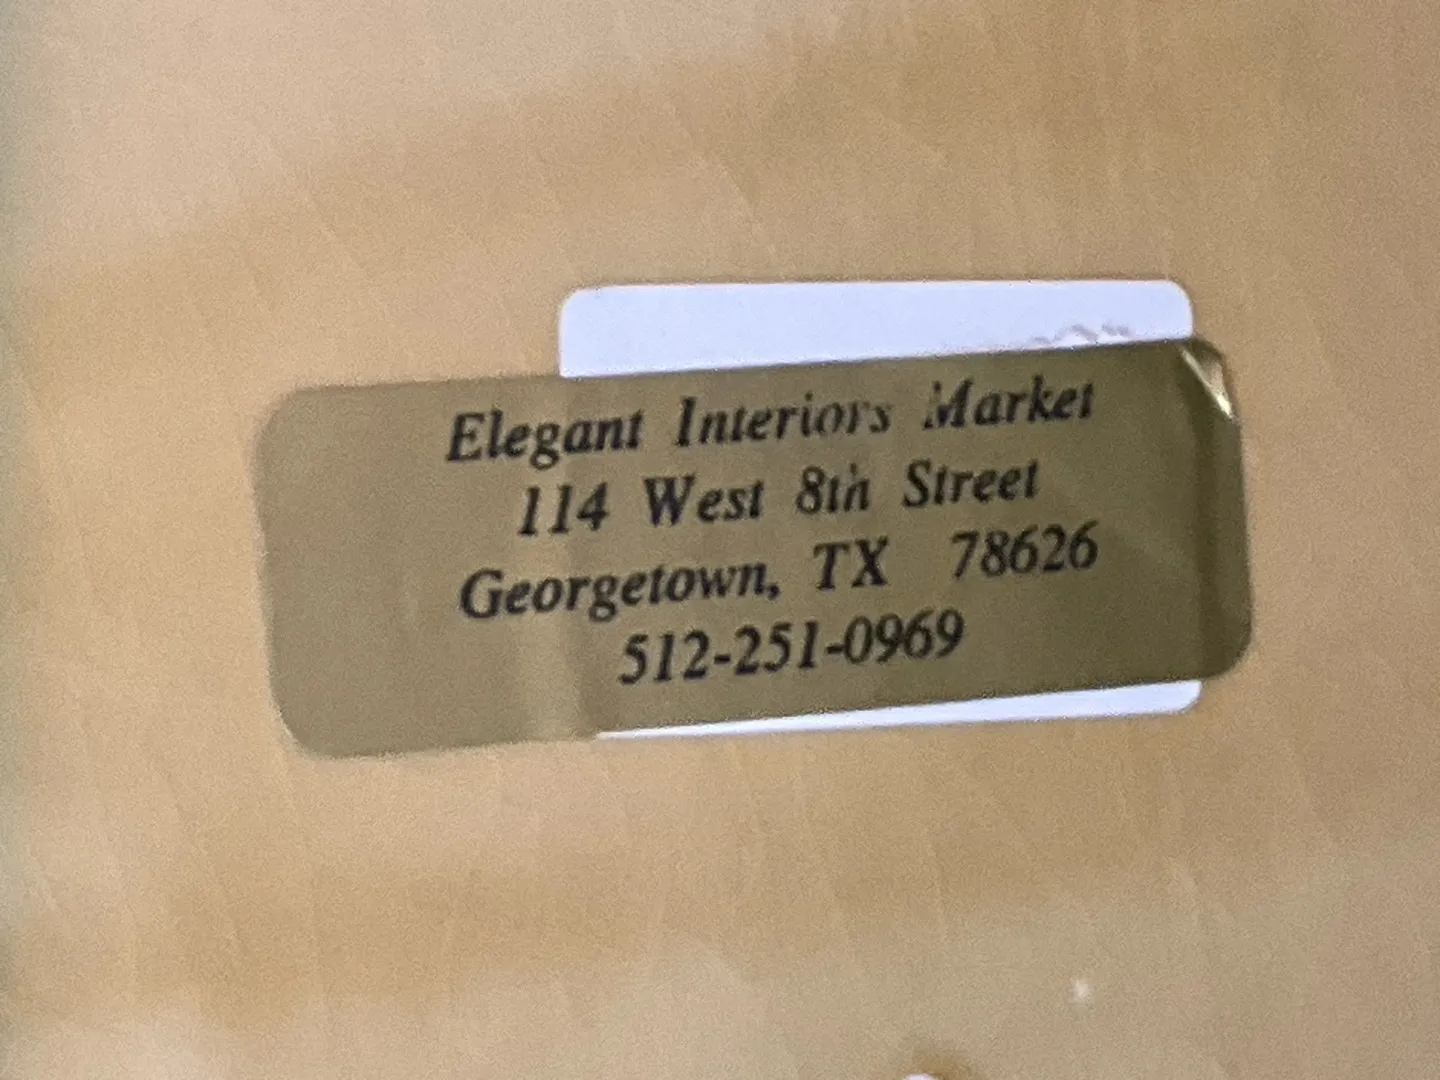 Elegant Interiors Market
114 West 8th Street
Georgetown, TX 78626
512-251-0969